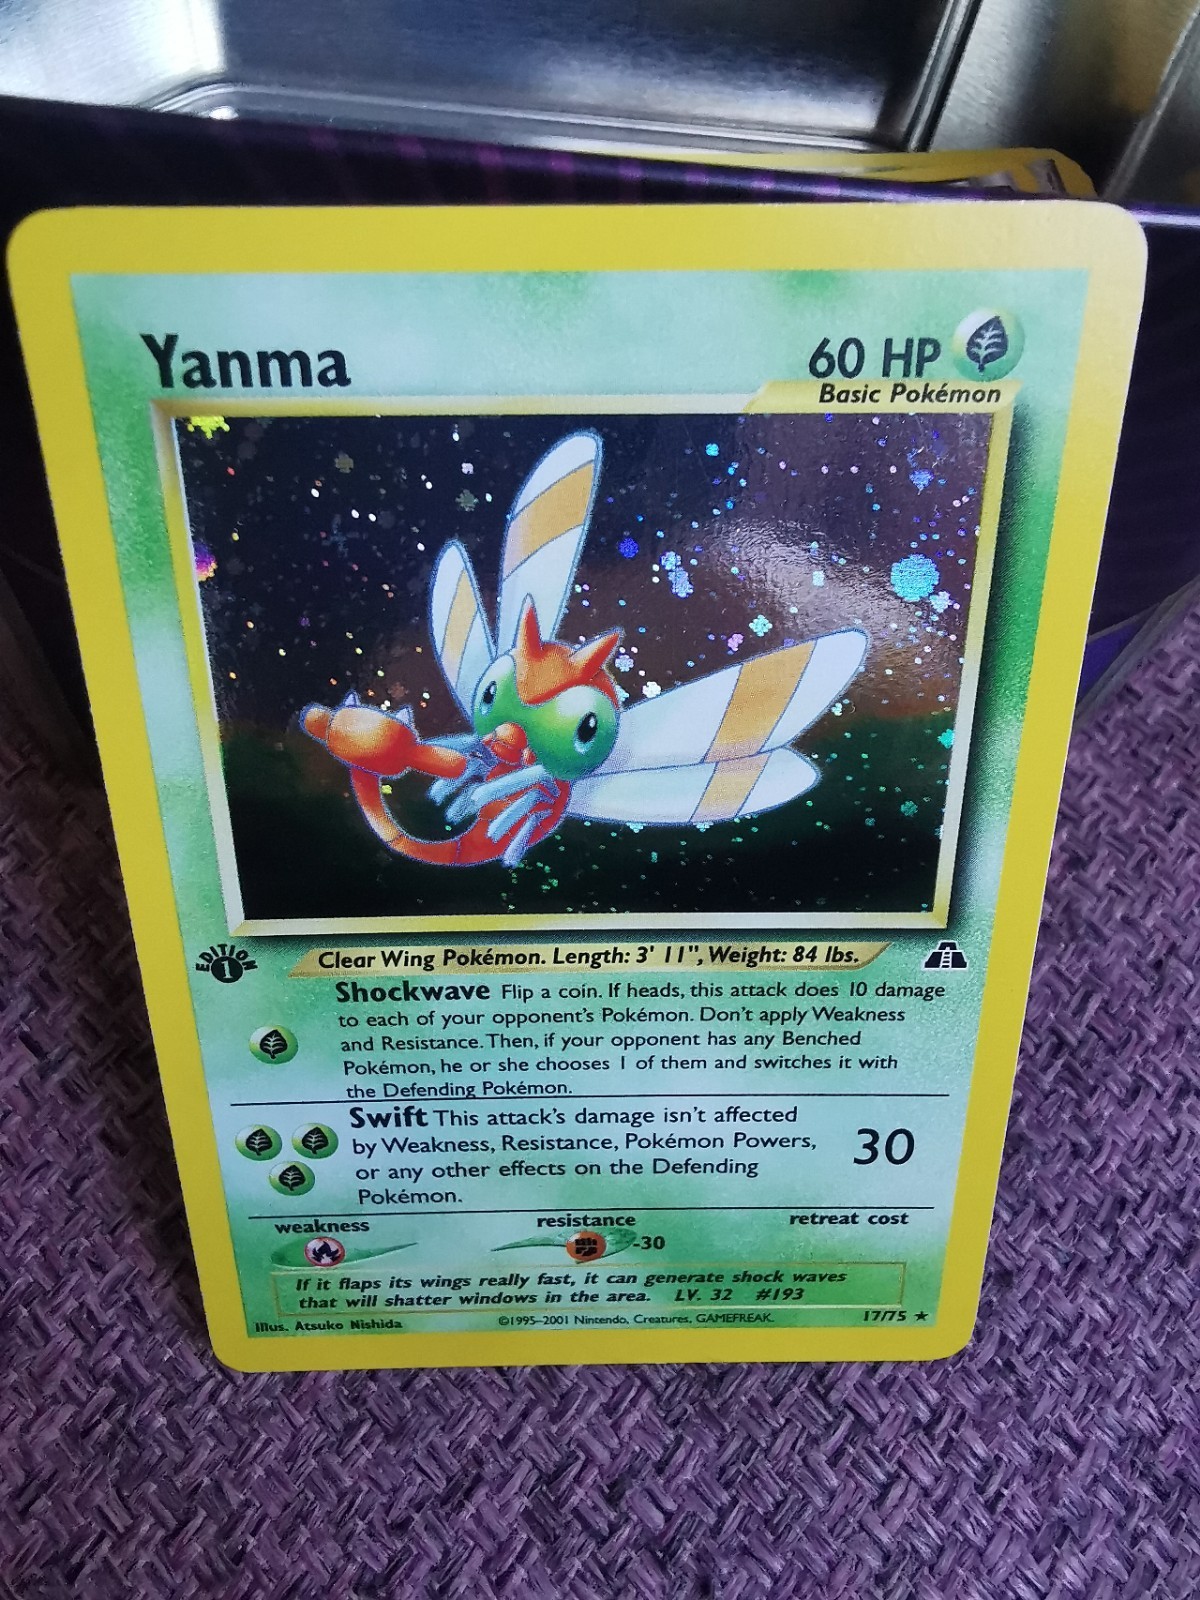 Yanma
60 HP
Basic Pokémon
EDITION
1
Clear Wing Pokémon. Length: 3' 11", Weight: 84 lbs.
Shockwave Flip a coin. If heads, this attack does 10 damage
to each of your opponent's Pokémon. Don't apply Weakness
and Resistance. Then, if your opponent has any Benched
Pokémon, he or she chooses 1 of them and switches it with
the Defending Pokémon.
Swift This attack's damage isn't affected
by Weakness, Resistance, Pokémon Powers,
or any other effects on the Defending
Pokémon.
30
weakness resistance retreat cost
-30
If it flaps its wings really fast, it can generate shock waves
that will shatter windows in the area. LV. 32 #193
Illus. Atsuko Nishida ©1995–2001 Nintendo, Creatures, GAMEFREAK. 17/75 ★